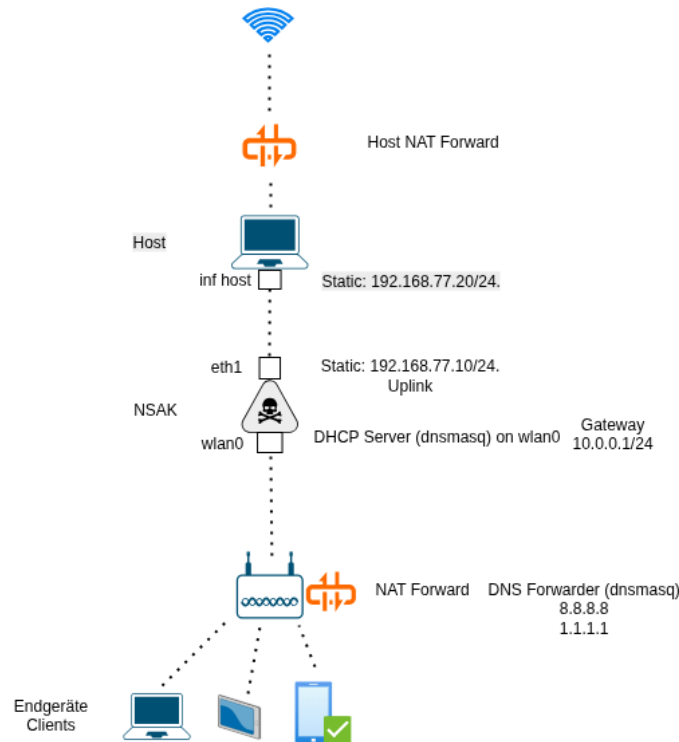 Host NAT Forward
Host
inf host
Static: 192.168.77.20/24.
eth1
Static: 192.168.77.10/24.
Uplink
NSAK
wlan0
DHCP Server (dnsmasq) on wlan0
Gateway
10.0.0.1/24
NAT Forward
DNS Forwarder (dnsmasq)
8.8.8.8
1.1.1.1
Endgeräte
Clients